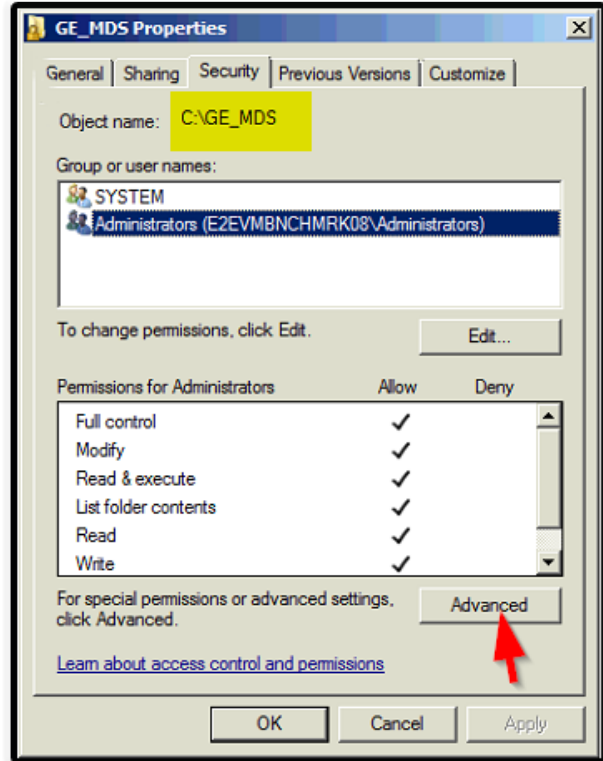 GE_MDS Properties
General Sharing Security Previous Versions Customize
Object name: C:\GE_MDS
Group or user names:
SYSTEM
Administrators (E2EVMBNCHMRK08\Administrators)
To change permissions, click Edit.
Edit...
Permissions for Administrators Allow Deny
Full control
Modify
Read & execute
List folder contents
Read
Write
For special permissions or advanced settings,
click Advanced.
Advanced
Learn about access control and permissions
OK Cancel Apply